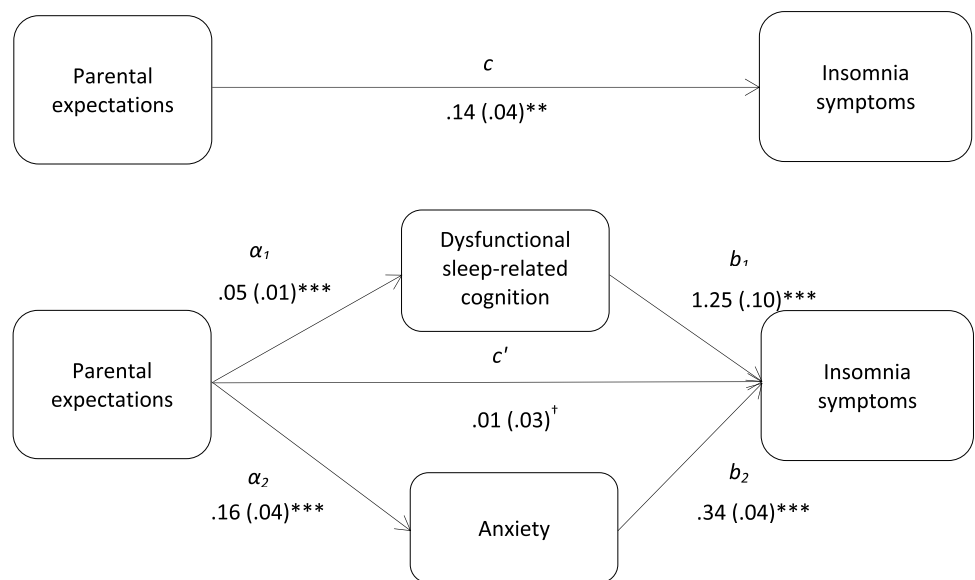 Parental
expectations
c
.14 (.04)**
Insomnia
symptoms
Dysfunctional
sleep-related
cognition
α₁
.05 (.01)***
b₁
1.25 (.10)***
Parental
expectations
c'
.01 (.03)†
Insomnia
symptoms
α₂
.16 (.04)***
Anxiety
b₂
.34 (.04)***